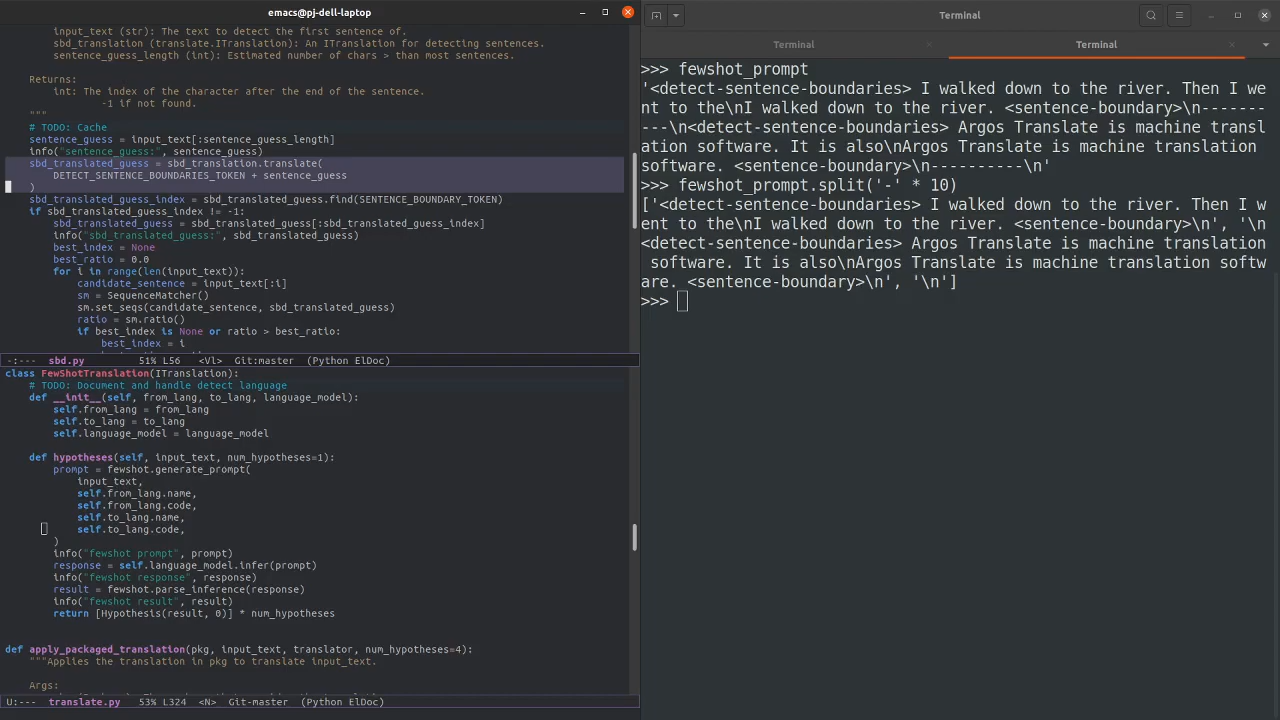 emacs@pj-dell-laptop
input_text (str): The text to detect the first sentence of.
sbd_translation (translate.ITranslation): An ITranslation for detecting sentences.
sentence_guess_length (int): Estimated number of chars > than most sentences.
Returns:
int: The index of the character after the end of the sentence.
-1 if not found.
"""
# TODO: Cache
sentence_guess = input_text[:sentence_guess_length]
info("sentence_guess:", sentence_guess)
sbd_translated_guess = sbd_translation.translate(
DETECT_SENTENCE_BOUNDARIES_TOKEN + sentence_guess
)
sbd_translated_guess_index = sbd_translated_guess.find(SENTENCE_BOUNDARY_TOKEN)
if sbd_translated_guess_index != -1:
sbd_translated_guess = sbd_translated_guess[:sbd_translated_guess_index]
info("sbd_translated_guess:", sbd_translated_guess)
best_index = None
best_ratio = 0.0
for i in range(len(input_text)):
candidate_sentence = input_text[:i]
sm = SequenceMatcher()
sm.set_seqs(candidate_sentence, sbd_translated_guess)
ratio = sm.ratio()
if best_index is None or ratio > best_ratio:
best_index = i
-:--- sbd.py 51% L56 <Vl> Git:master (Python ElDoc)
class FewShotTranslation(ITranslation):
# TODO: Document and handle detect language
def __init__(self, from_lang, to_lang, language_model):
self.from_lang = from_lang
self.to_lang = to_lang
self.language_model = language_model
def hypotheses(self, input_text, num_hypotheses=1):
prompt = fewshot.generate_prompt(
input_text,
self.from_lang.name,
self.from_lang.code,
self.to_lang.name,
self.to_lang.code,
)
info("fewshot prompt", prompt)
response = self.language_model.infer(prompt)
info("fewshot response", response)
result = fewshot.parse_inference(response)
info("fewshot result", result)
return [Hypothesis(result, 0)] * num_hypotheses
def apply_packaged_translation(pkg, input_text, translator, num_hypotheses=4):
"""Applies the translation in pkg to translate input_text.
Args:
U:--- translate.py 53% L324 <N> Git-master (Python ElDoc)
Terminal
Terminal
Terminal
>>> fewshot_prompt
'<detect-sentence-boundaries> I walked down to the river. Then I we
nt to the\nI walked down to the river. <sentence-boundary>\n--------
--\n<detect-sentence-boundaries> Argos Translate is machine transl
ation software. It is also\nArgos Translate is machine translation
software. <sentence-boundary>\n----------\n'
>>> fewshot_prompt.split('-' * 10)
['<detect-sentence-boundaries> I walked down to the river. Then I w
ent to the\nI walked down to the river. <sentence-boundary>\n', '\n
<detect-sentence-boundaries> Argos Translate is machine translation
software. It is also\nArgos Translate is machine translation softw
are. <sentence-boundary>\n', '\n']
>>>